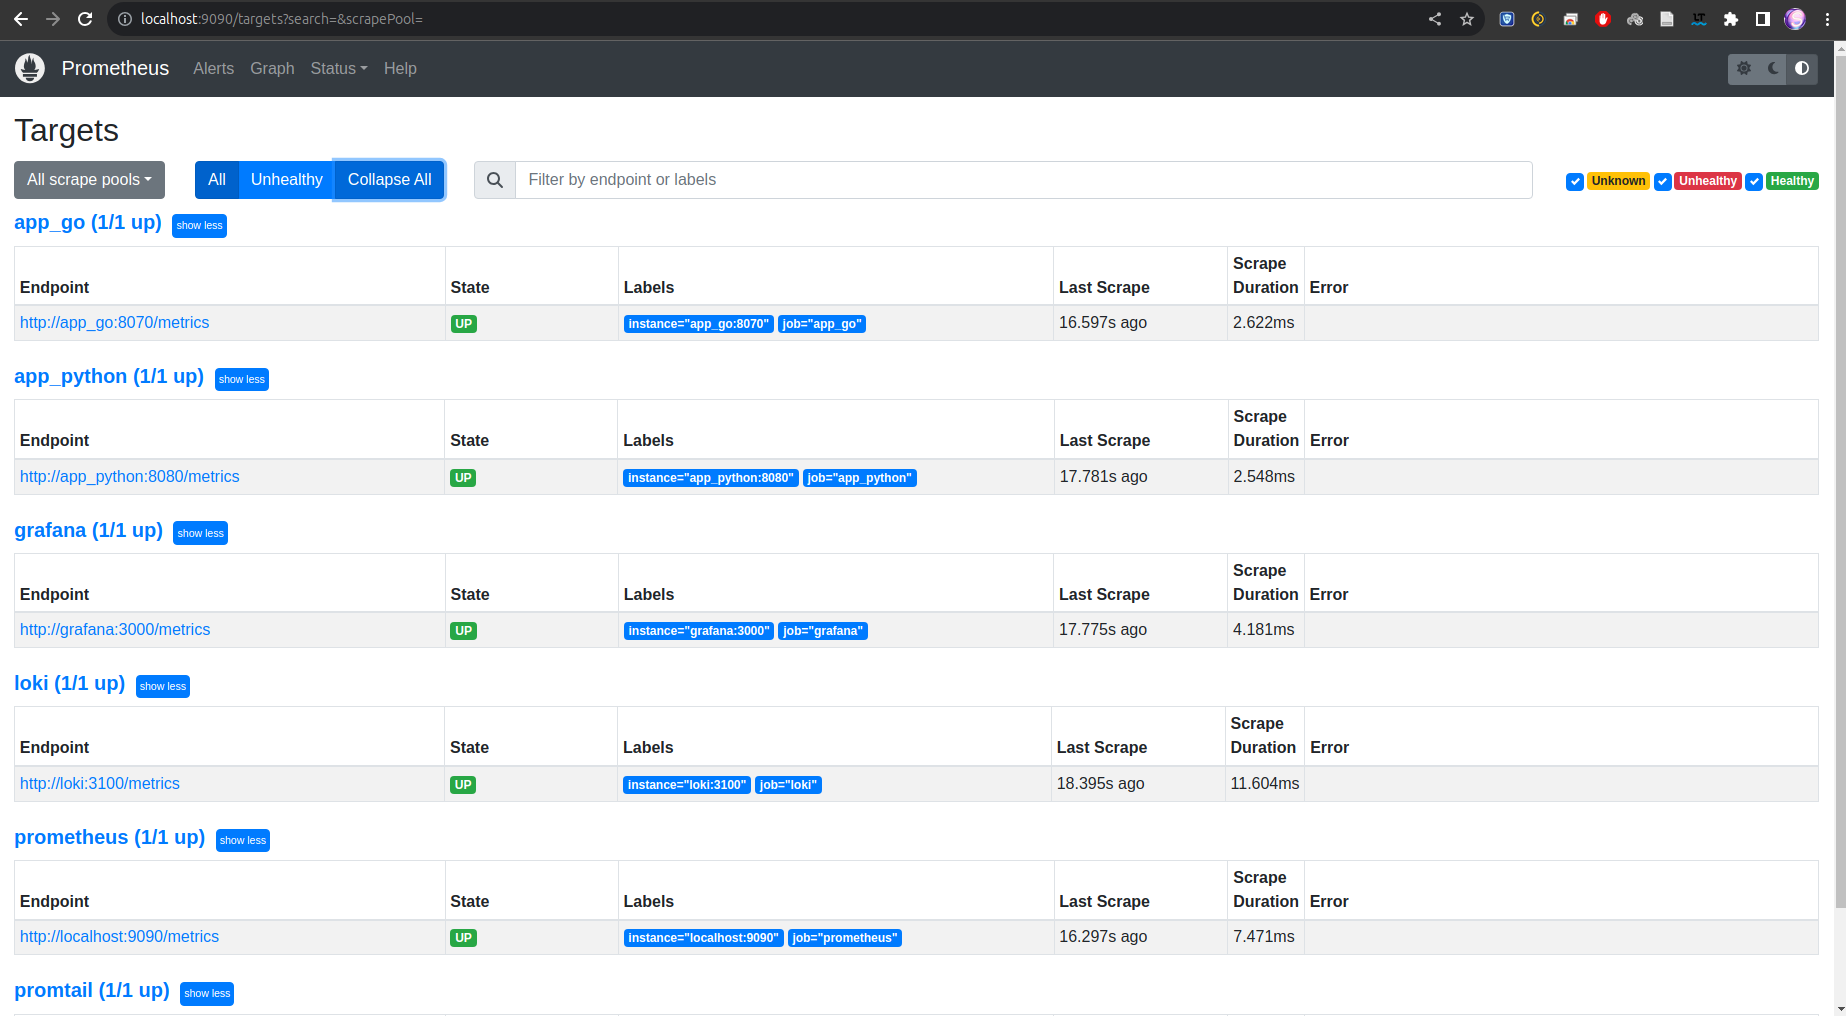 localhost:9090/targets?search=&scrapePool=
Prometheus Alerts Graph Status Help
Targets
All scrape pools All Unhealthy Collapse All Filter by endpoint or labels Unknown Unhealthy Healthy
app_go (1/1 up) show less
Endpoint State Labels Last Scrape Scrape Duration Error
http://app_go:8070/metrics UP instance="app_go:8070" job="app_go" 16.597s ago 2.622ms
app_python (1/1 up) show less
Endpoint State Labels Last Scrape Scrape Duration Error
http://app_python:8080/metrics UP instance="app_python:8080" job="app_python" 17.781s ago 2.548ms
grafana (1/1 up) show less
Endpoint State Labels Last Scrape Scrape Duration Error
http://grafana:3000/metrics UP instance="grafana:3000" job="grafana" 17.775s ago 4.181ms
loki (1/1 up) show less
Endpoint State Labels Last Scrape Scrape Duration Error
http://loki:3100/metrics UP instance="loki:3100" job="loki" 18.395s ago 11.604ms
prometheus (1/1 up) show less
Endpoint State Labels Last Scrape Scrape Duration Error
http://localhost:9090/metrics UP instance="localhost:9090" job="prometheus" 16.297s ago 7.471ms
promtail (1/1 up) show less